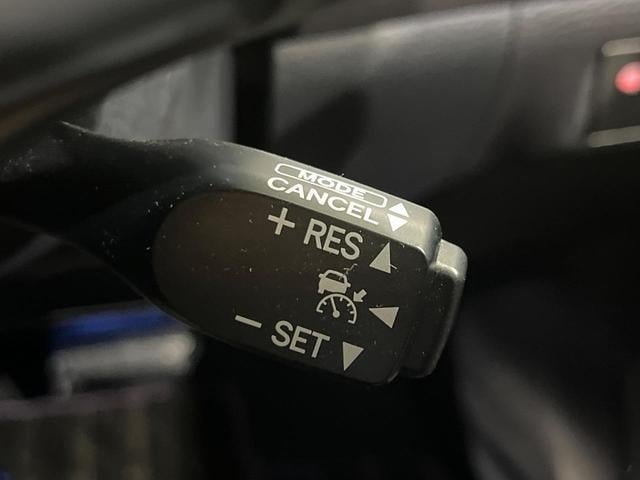 MODE
CANCEL
+ RES
− SET